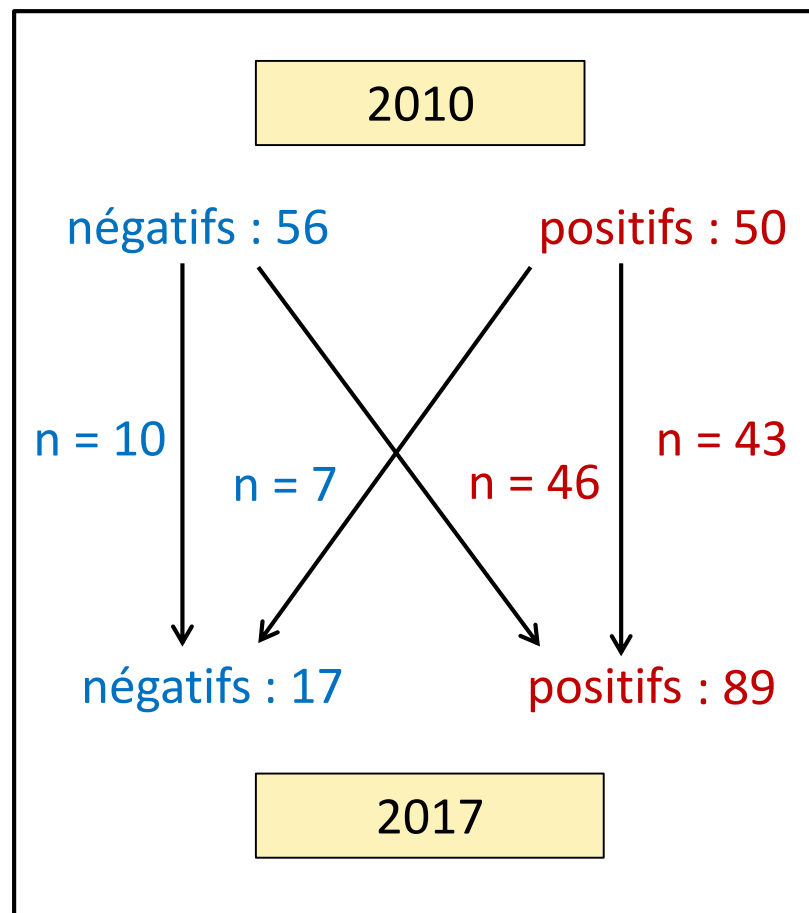 2010
négatifs : 56
positifs : 50
n = 10
n = 7
n = 46
n = 43
négatifs : 17
positifs : 89
2017